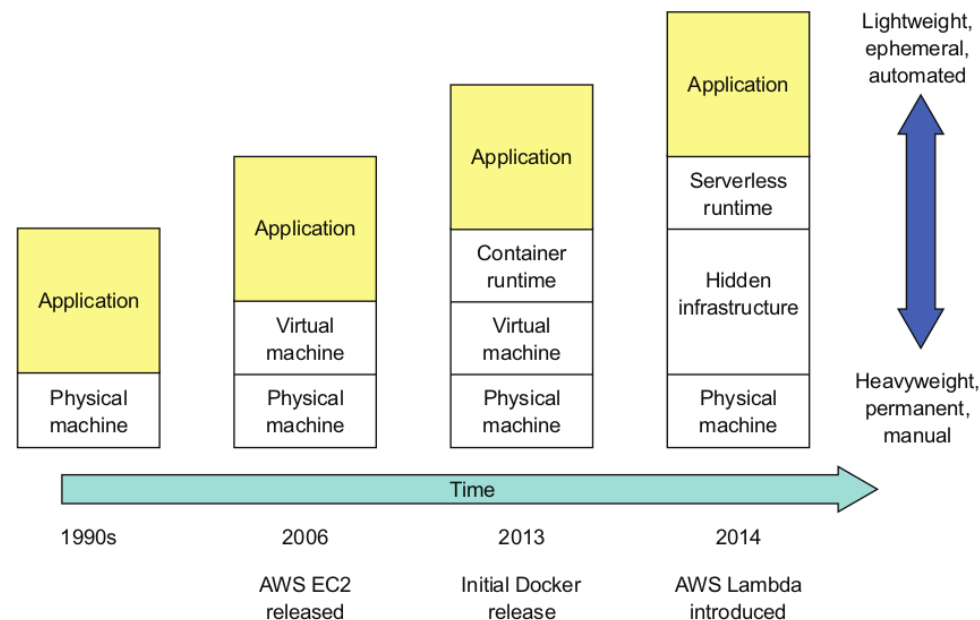 Application
Physical
machine
Application
Virtual
machine
Physical
machine
Application
Container
runtime
Virtual
machine
Physical
machine
Application
Serverless
runtime
Hidden
infrastructure
Physical
machine
Lightweight,
ephemeral,
automated
Heavyweight,
permanent,
manual
Time
1990s
2006
AWS EC2
released
2013
Initial Docker
release
2014
AWS Lambda
introduced